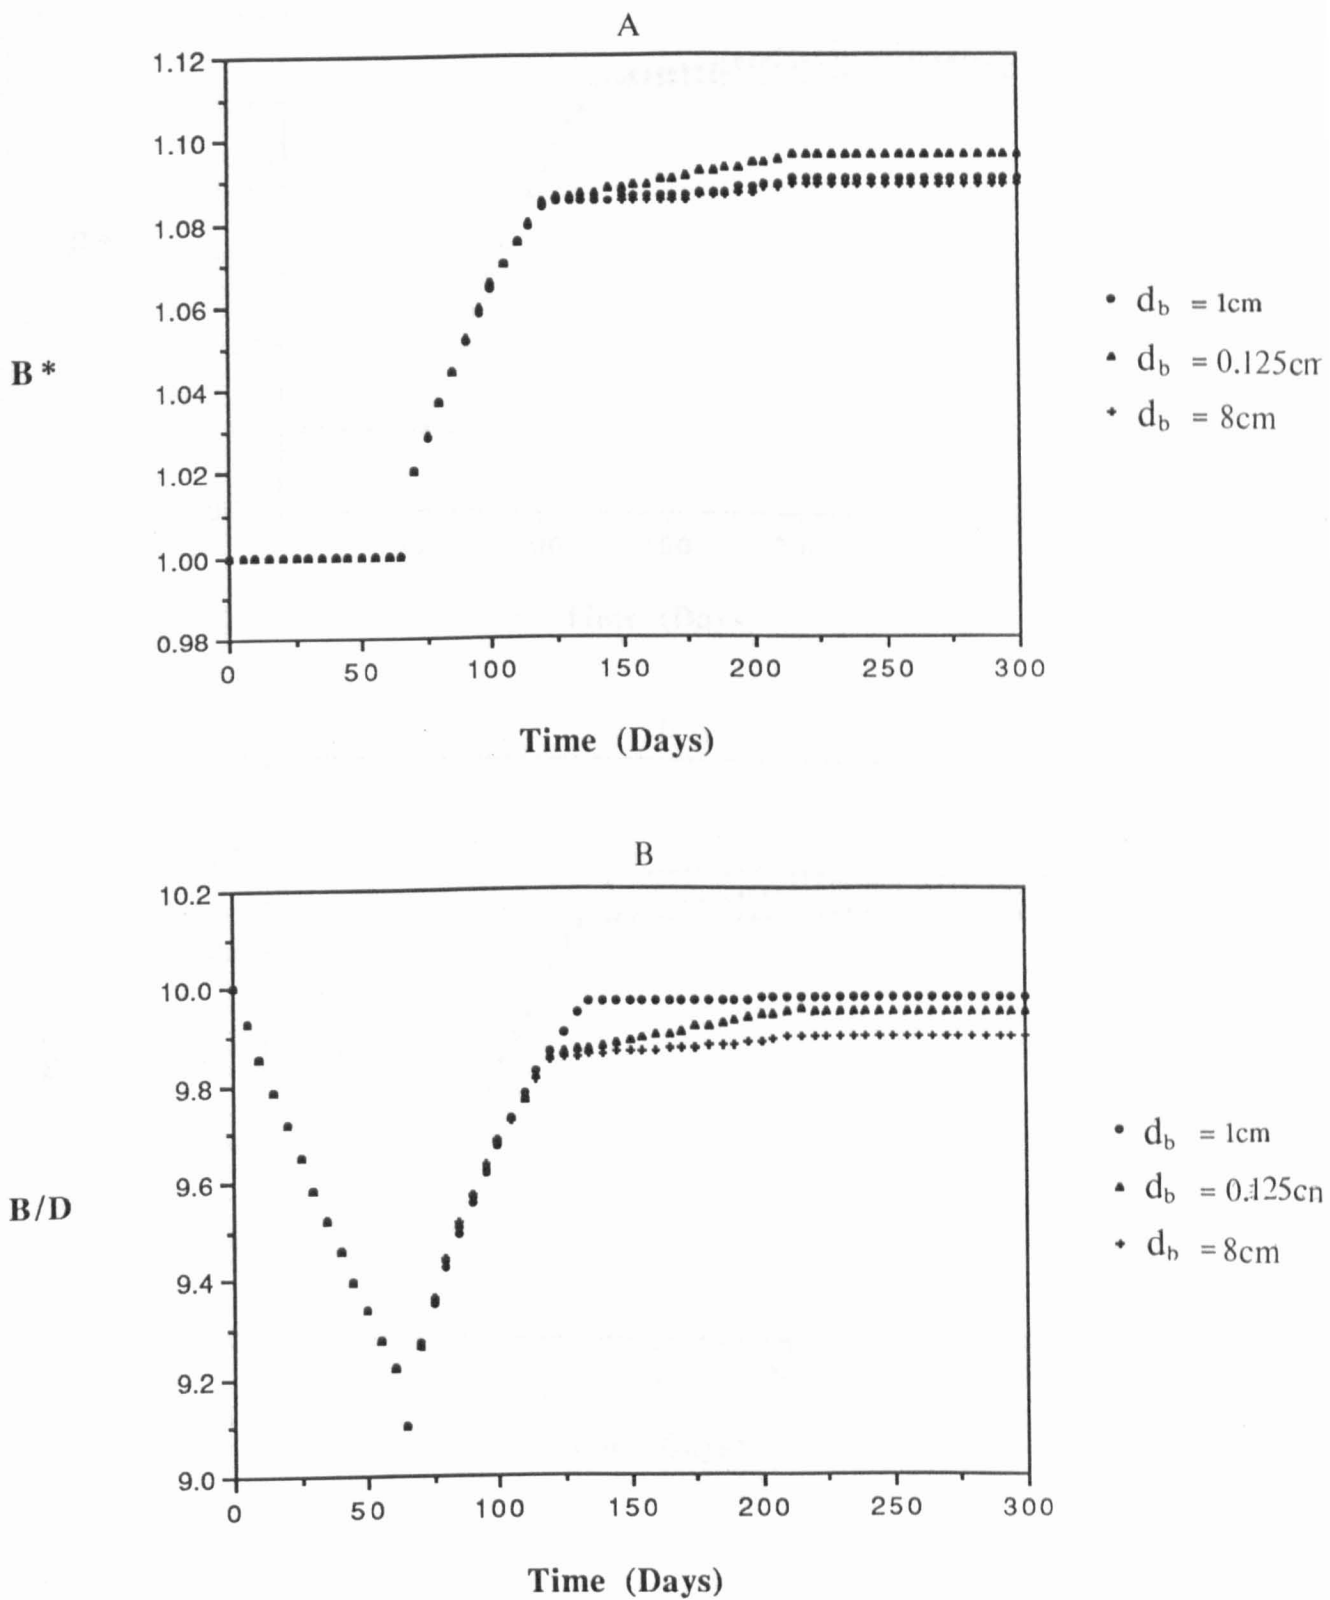 A
1.12
1.10
1.08
1.06
1.04
1.02
1.00
0.98
B *
0 50 100 150 200 250 300
Time (Days)
• d_b = 1cm
▲ d_b = 0.125cm
+ d_b = 8cm
B
10.2
10.0
9.8
9.6
9.4
9.2
9.0
B/D
0 50 100 150 200 250 300
Time (Days)
• d_b = 1cm
▲ d_b = 0.125cn
+ d_b = 8cm